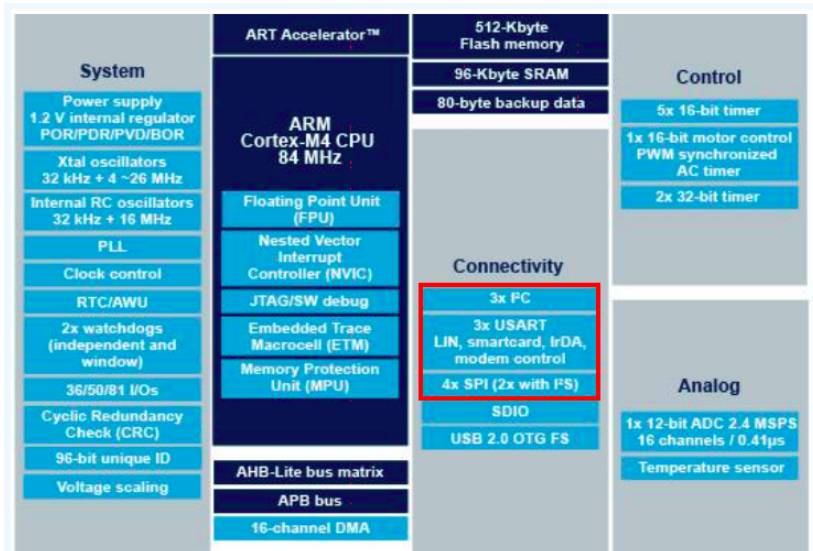 System
Power supply
1.2 V internal regulator
POR/PDR/PVD/BOR
Xtal oscillators
32 kHz + 4 ~26 MHz
Internal RC oscillators
32 kHz + 16 MHz
PLL
Clock control
RTC/AWU
2x watchdogs
(independent and
window)
36/50/81 I/Os
Cyclic Redundancy
Check (CRC)
96-bit unique ID
Voltage scaling
ART Accelerator™
ARM
Cortex-M4 CPU
84 MHz
Floating Point Unit
(FPU)
Nested Vector
Interrupt
Controller (NVIC)
JTAG/SW debug
Embedded Trace
Macrocell (ETM)
Memory Protection
Unit (MPU)
AHB-Lite bus matrix
APB bus
16-channel DMA
512-Kbyte
Flash memory
96-Kbyte SRAM
80-byte backup data
Connectivity
3x I²C
3x USART
LIN, smartcard, IrDA,
modem control
4x SPI (2x with I²S)
SDIO
USB 2.0 OTG FS
Control
5x 16-bit timer
1x 16-bit motor control
PWM synchronized
AC timer
2x 32-bit timer
Analog
1x 12-bit ADC 2.4 MSPS
16 channels / 0.41µs
Temperature sensor